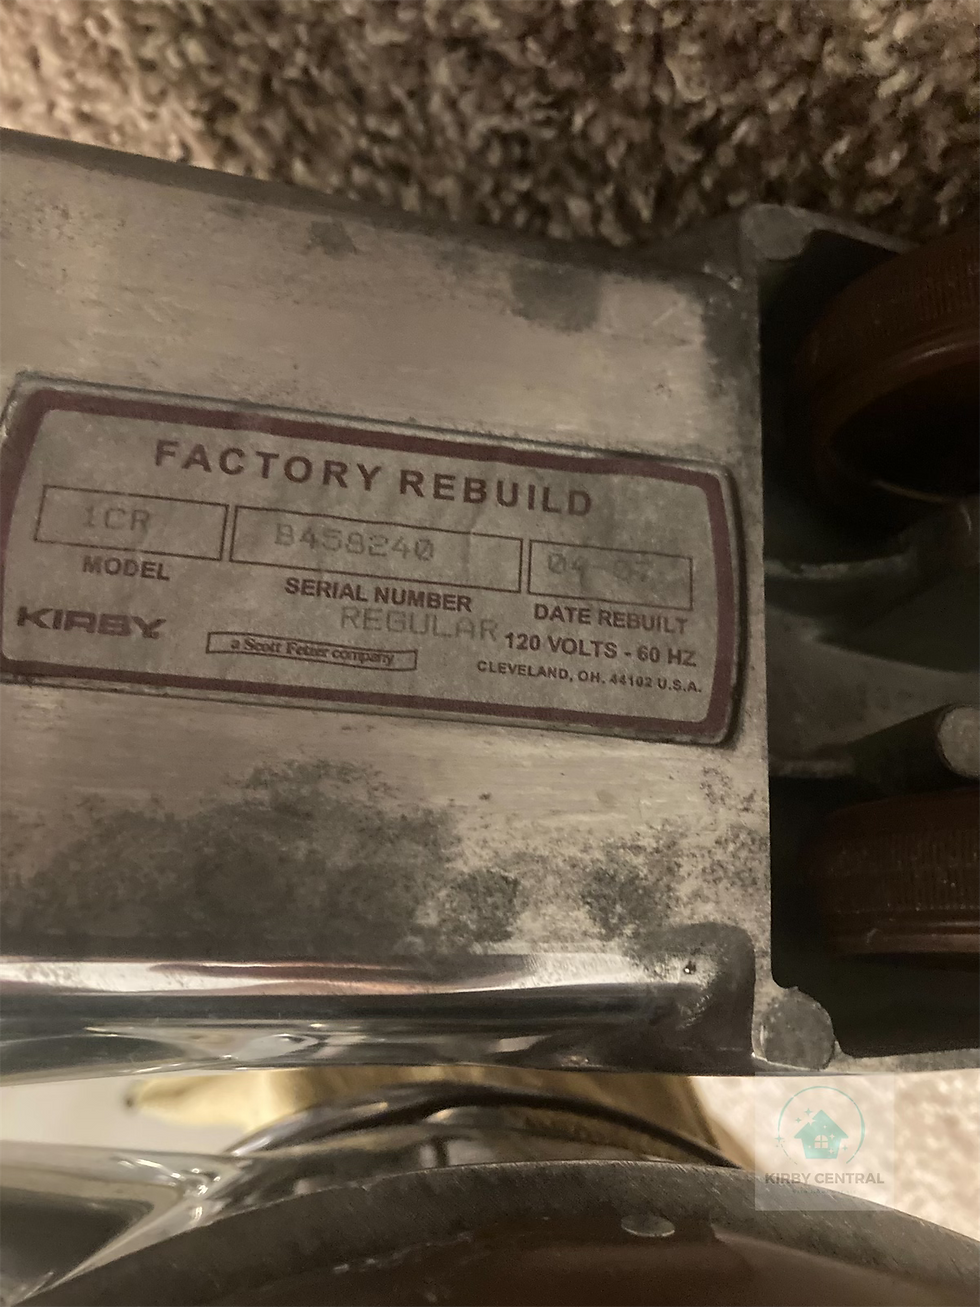 FACTORY REBUILD
1CR B458240
MODEL SERIAL NUMBER DATE REBUILT
REGULAR
KIRBY a Scott Fetzer company 120 VOLTS - 60 HZ
CLEVELAND, OH. 44102 U.S.A.
KIRBY CENTRAL